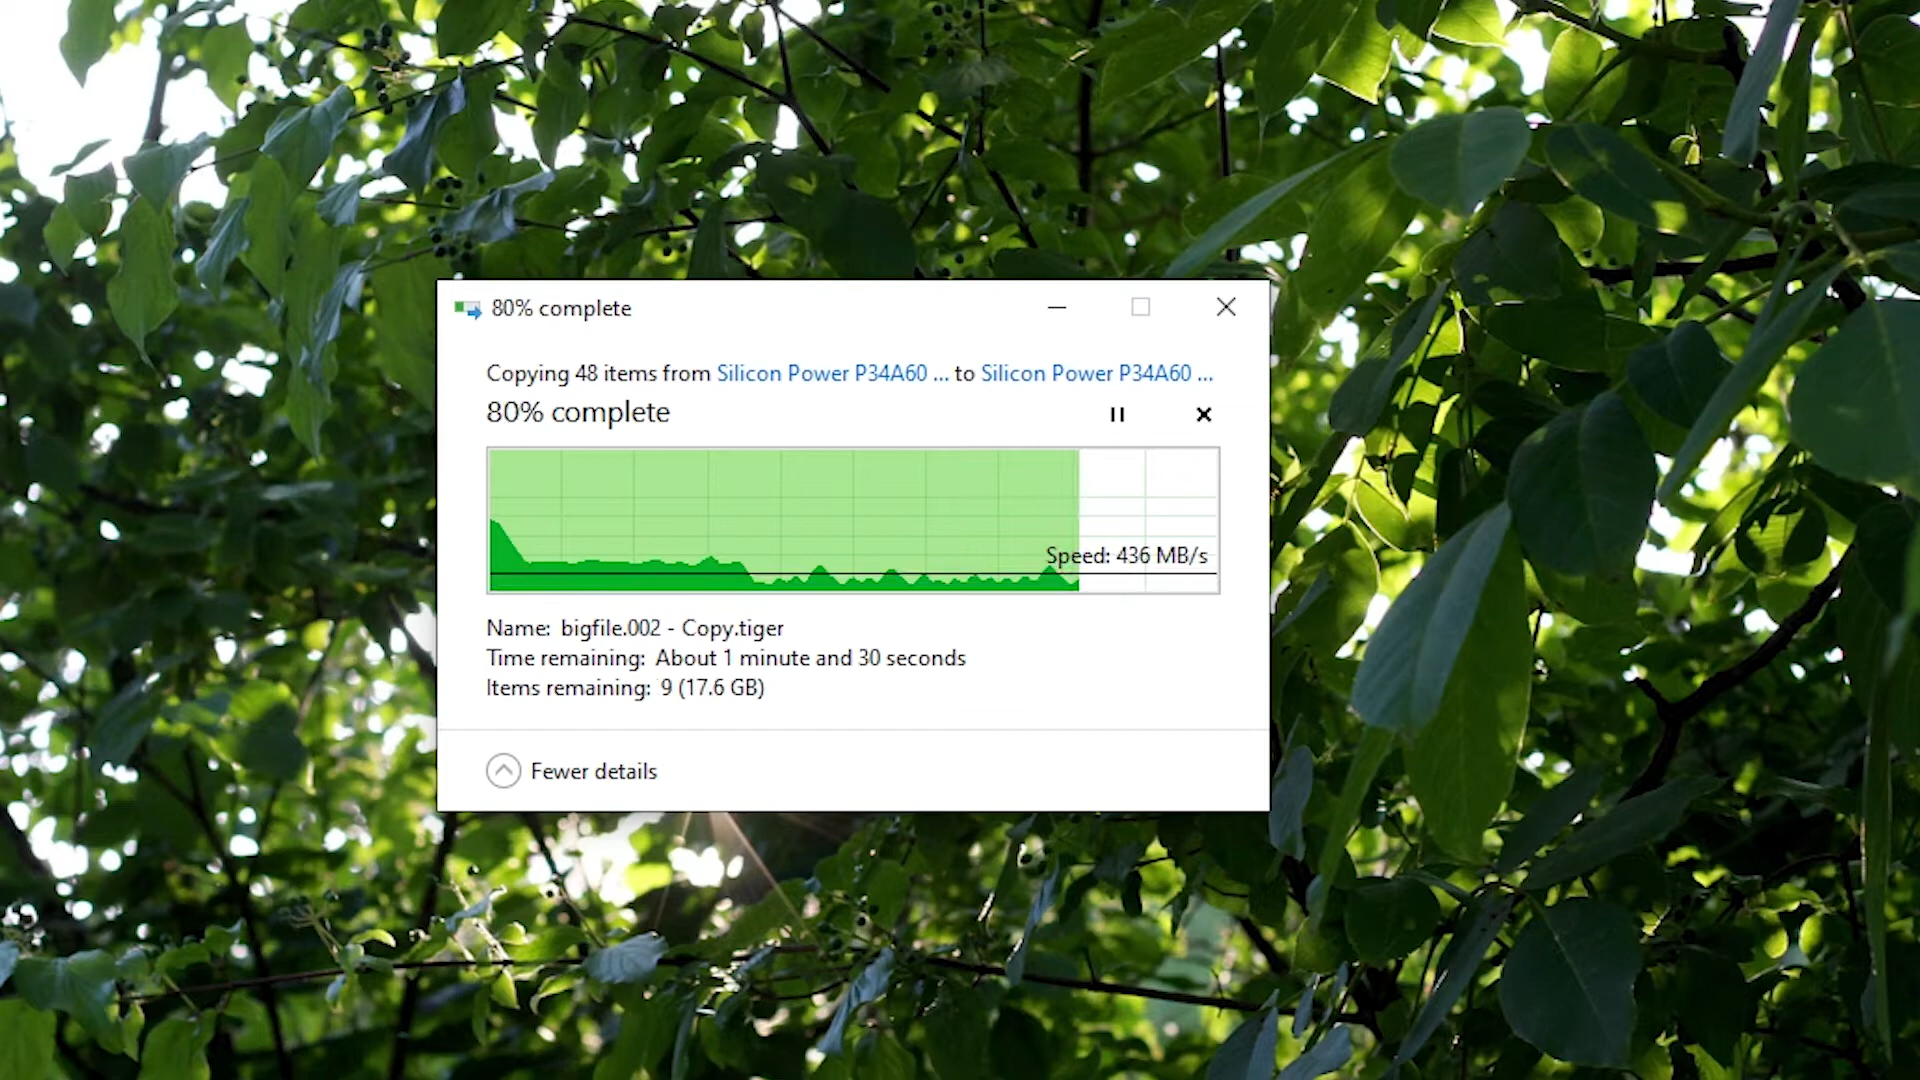 80% complete
Copying 48 items from Silicon Power P34A60 ... to Silicon Power P34A60 ...
80% complete
Speed: 436 MB/s
Name: bigfile.002 - Copy.tiger
Time remaining: About 1 minute and 30 seconds
Items remaining: 9 (17.6 GB)
Fewer details